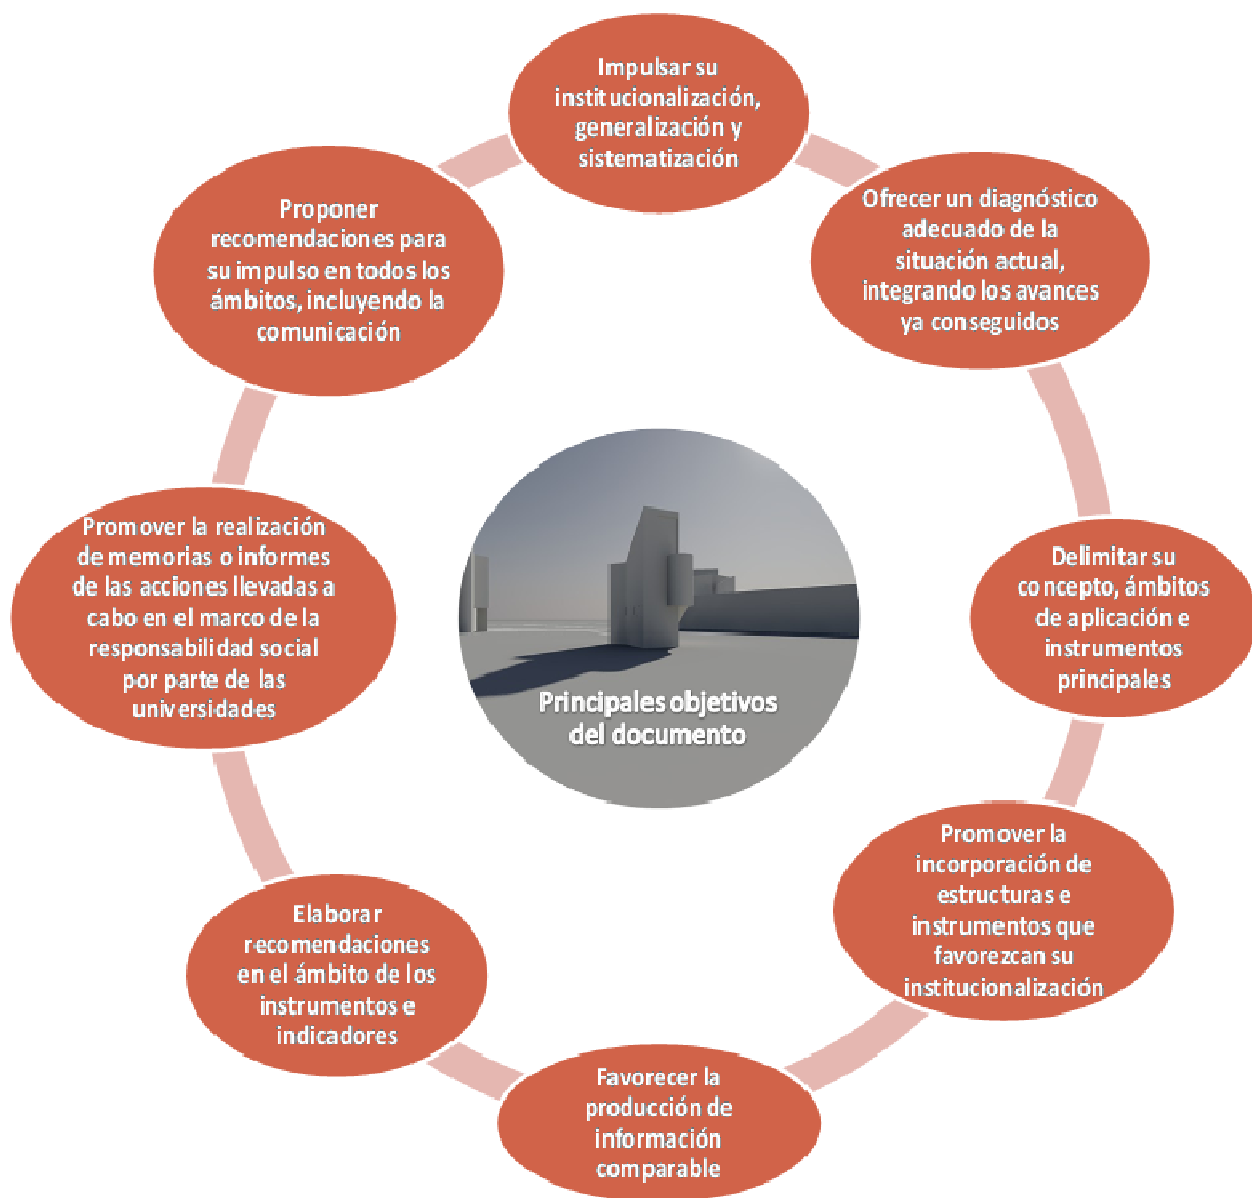 Impulsar su
institucionalización,
generalización y
sistematización
Ofrecer un diagnóstico
adecuado de la
situación actual,
integrando los avances
ya conseguidos
Delimitar su
concepto, ámbitos
de aplicación e
instrumentos
principales
Promover la
incorporación de
estructuras e
instrumentos que
favorezcan su
institucionalización
Favorecer la
producción de
información
comparable
Elaborar
recomendaciones
en el ámbito de los
instrumentos e
indicadores
Promover la realización
de memorias o informes
de las acciones llevadas a
cabo en el marco de la
responsabilidad social
por parte de las
universidades
Proponer
recomendaciones para
su impulso en todos los
ámbitos, incluyendo la
comunicación
Principales objetivos
del documento